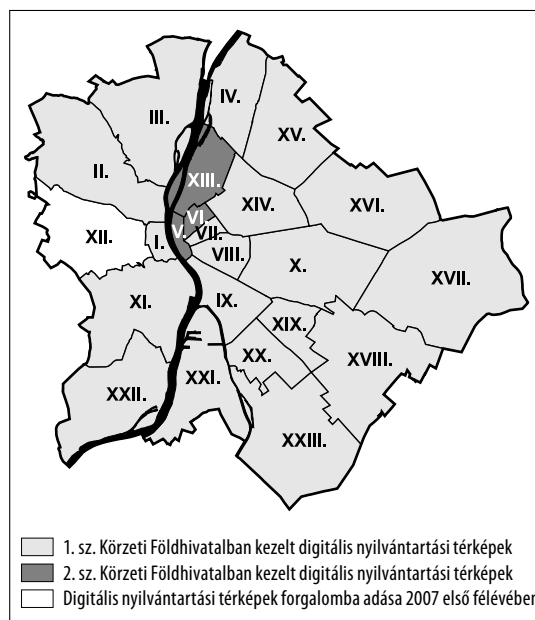 IV.
III.
XV.
II.
XIII.
XIV.
XVI.
VI.
V.
VII.
XII.
I.
VIII.
X.
XVII.
XI.
IX.
XIX.
XX.
XVIII.
XXII.
XXI.
XXIII.
1. sz. Körzeti Földhivatalban kezelt digitális nyilvántartási térképek
2. sz. Körzeti Földhivatalban kezelt digitális nyilvántartási térképek
Digitális nyilvántartási térképek forgalomba adása 2007 első félévében